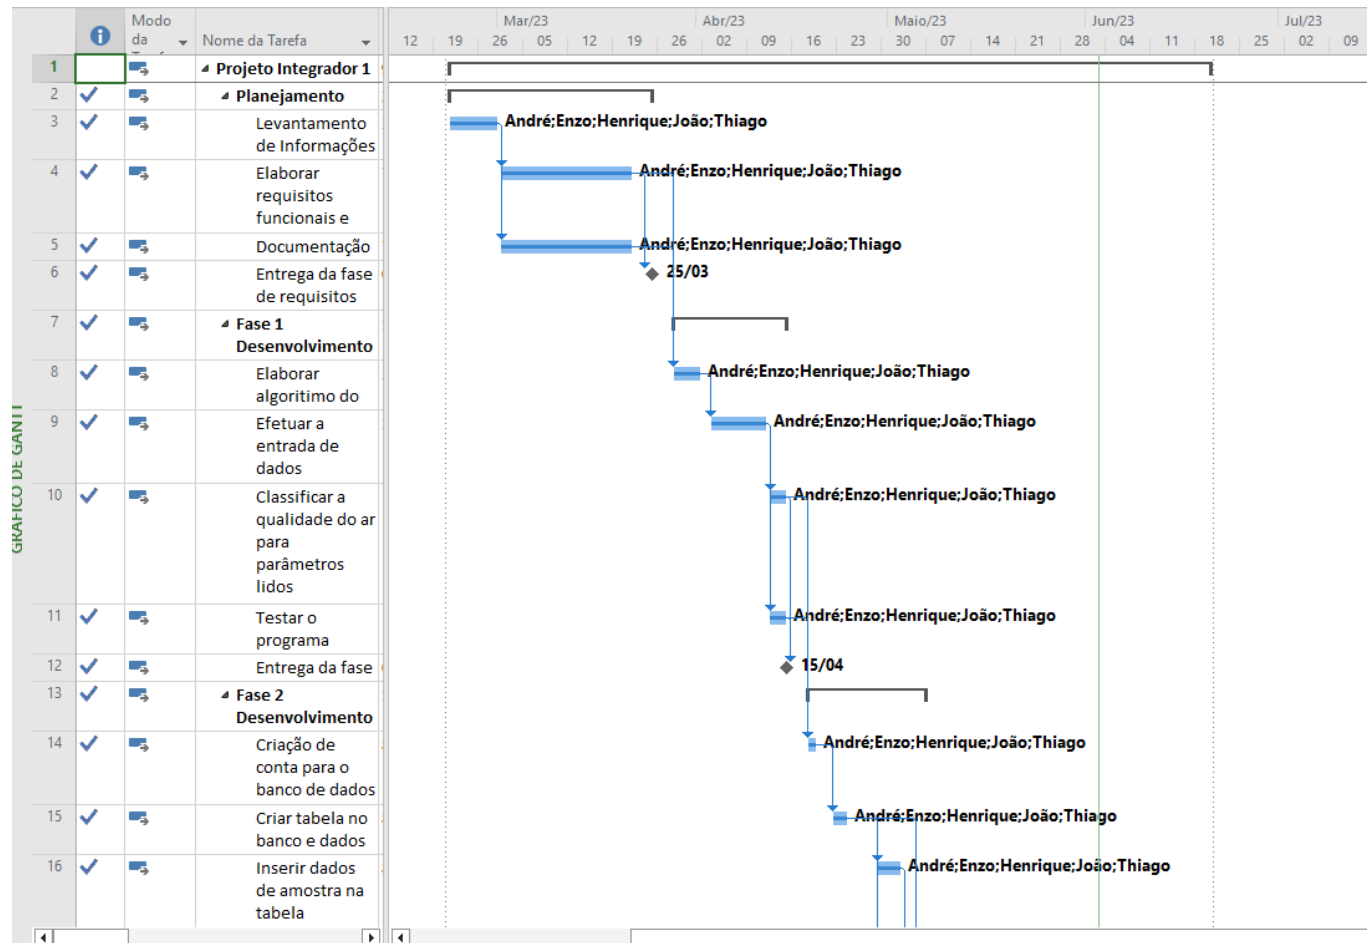 Modo
da
Nome da Tarefa
Mar/23 Abr/23 Maio/23 Jun/23 Jul/23
12 19 26 05 12 19 26 02 09 16 23 30 07 14 21 28 04 11 18 25 02 09
GRÁFICO DE GANTT
1 Projeto Integrador 1
2 Planejamento
3 Levantamento
de Informações
André;Enzo;Henrique;João;Thiago
4 Elaborar
requisitos
funcionais e
André;Enzo;Henrique;João;Thiago
5 Documentação
André;Enzo;Henrique;João;Thiago
6 Entrega da fase
de requisitos
25/03
7 Fase 1
Desenvolvimento
8 Elaborar
algoritimo do
André;Enzo;Henrique;João;Thiago
9 Efetuar a
entrada de
dados
André;Enzo;Henrique;João;Thiago
10 Classificar a
qualidade do ar
para
parâmetros
lidos
André;Enzo;Henrique;João;Thiago
11 Testar o
programa
André;Enzo;Henrique;João;Thiago
12 Entrega da fase
15/04
13 Fase 2
Desenvolvimento
14 Criação de
conta para o
banco de dados
André;Enzo;Henrique;João;Thiago
15 Criar tabela no
banco e dados
André;Enzo;Henrique;João;Thiago
16 Inserir dados
de amostra na
tabela
André;Enzo;Henrique;João;Thiago